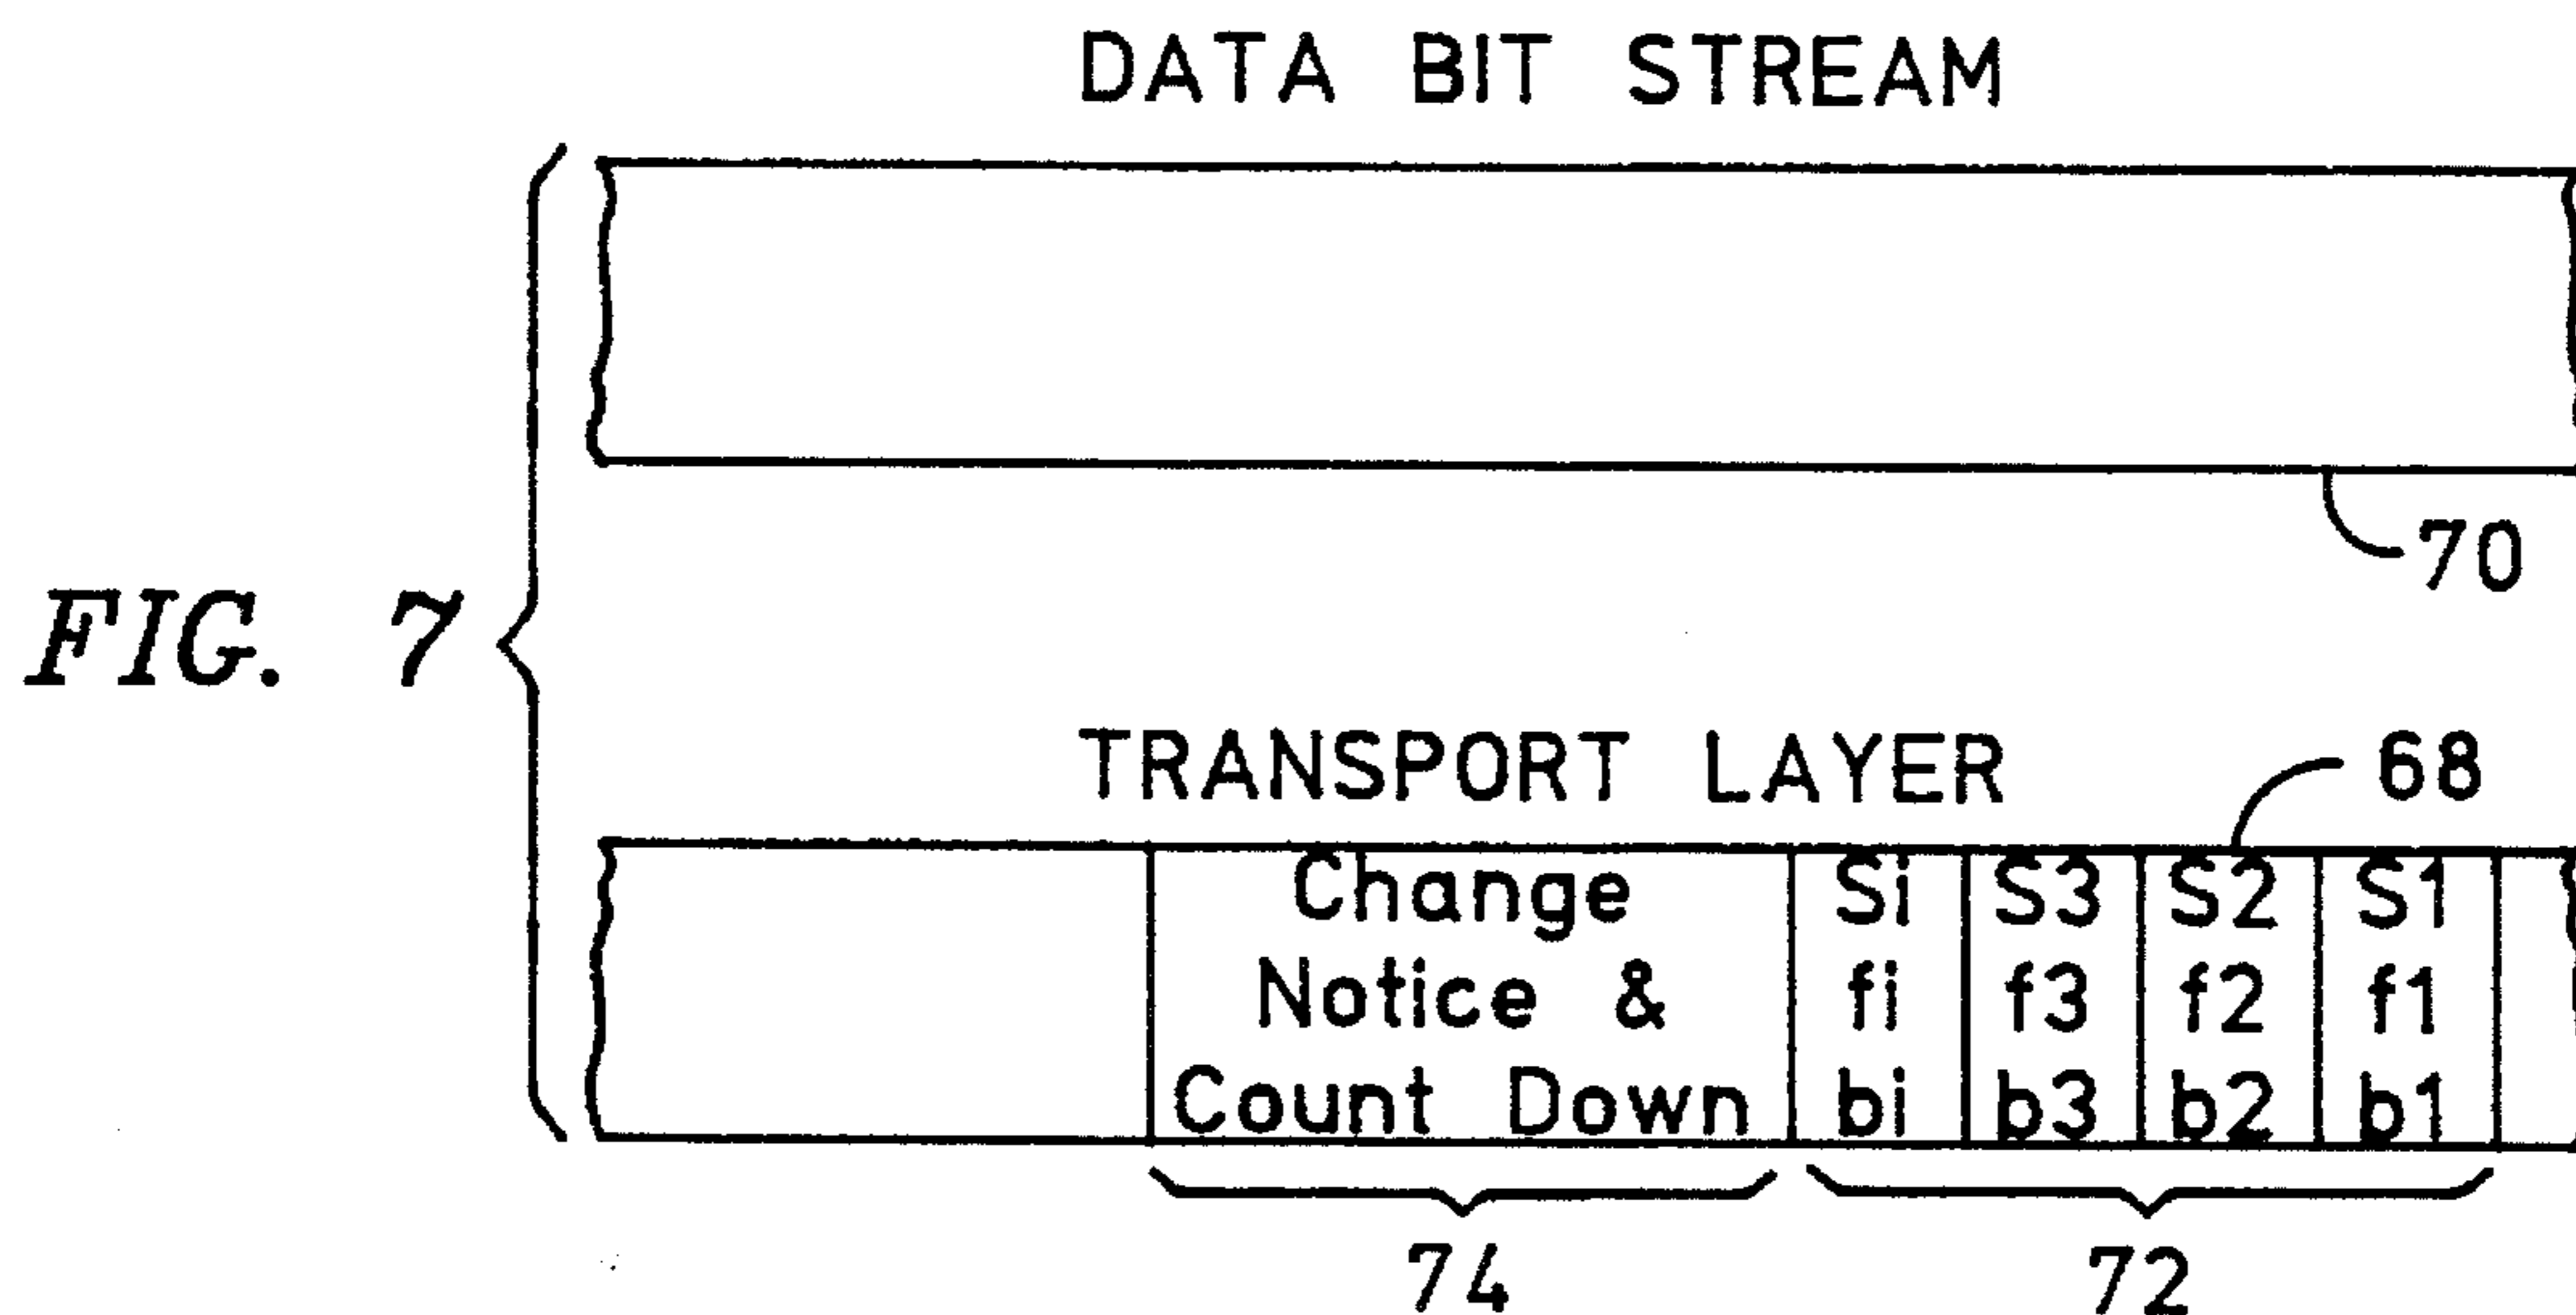 DATA BIT STREAM
70
FIG. 7
TRANSPORT LAYER
68
Change Notice & Count Down
Si fi bi
S3 f3 b3
S2 f2 b2
S1 f1 b1
74
72